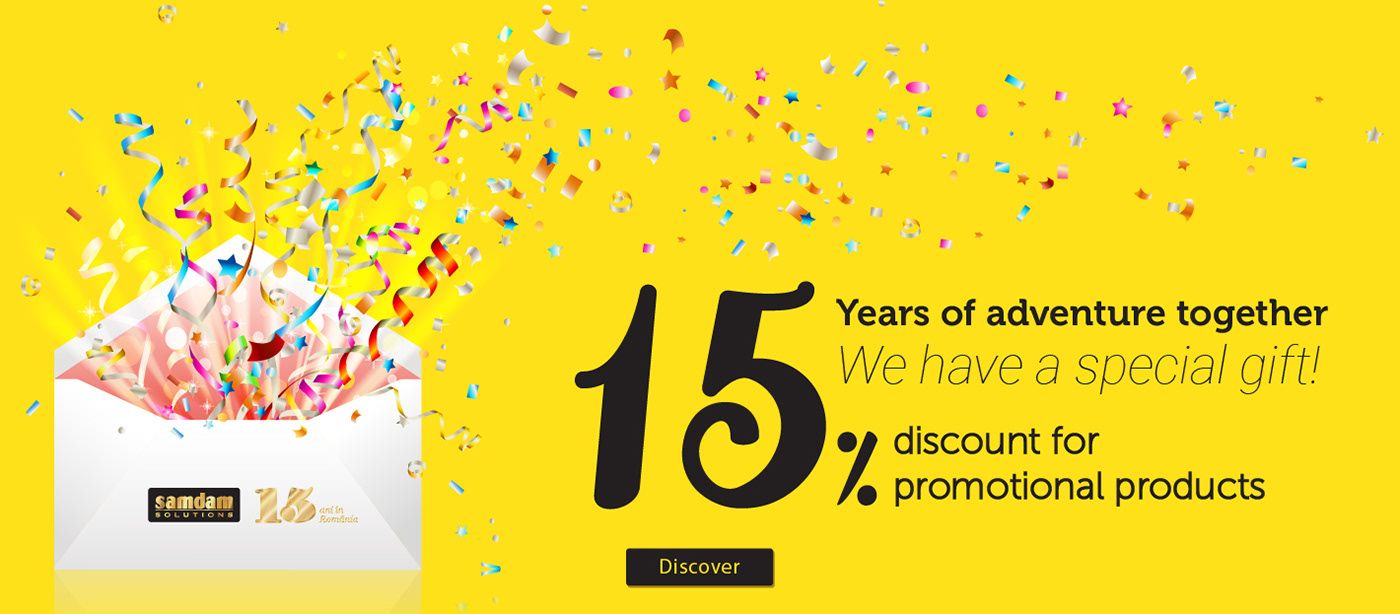 samdam
SOLUTIONS
15
ani in
România
15
Years of adventure together
We have a special gift!
%
discount for
promotional products
Discover